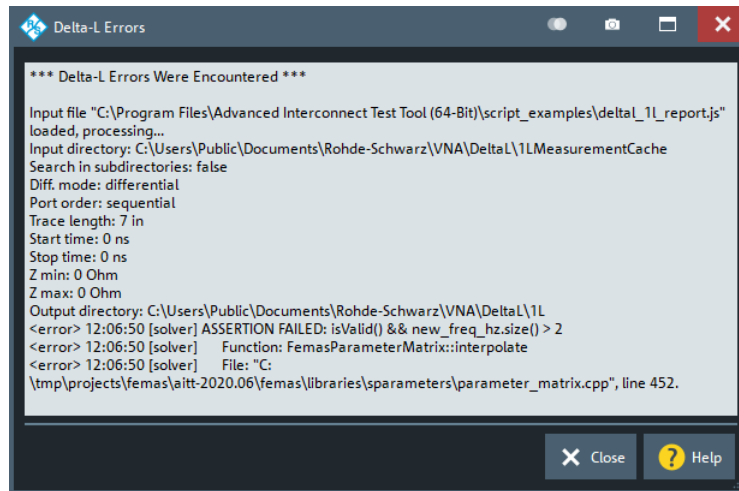 Delta-L Errors
*** Delta-L Errors Were Encountered ***
Input file "C:\Program Files\Advanced Interconnect Test Tool (64-Bit)\script_examples\deltal_1l_report.js"
loaded, processing...
Input directory: C:\Users\Public\Documents\Rohde-Schwarz\VNA\DeltaL\1LMeasurementCache
Search in subdirectories: false
Diff. mode: differential
Port order: sequential
Trace length: 7 in
Start time: 0 ns
Stop time: 0 ns
Z min: 0 Ohm
Z max: 0 Ohm
Output directory: C:\Users\Public\Documents\Rohde-Schwarz\VNA\DeltaL\1L
<error> 12:06:50 [solver] ASSERTION FAILED: isValid() && new_freq_hz.size() > 2
<error> 12:06:50 [solver]    Function: FemasParameterMatrix::interpolate
<error> 12:06:50 [solver]    File: "C:
\tmp\projects\femas\aitt-2020.06\femas\libraries\sparameters\parameter_matrix.cpp", line 452.
Close
Help